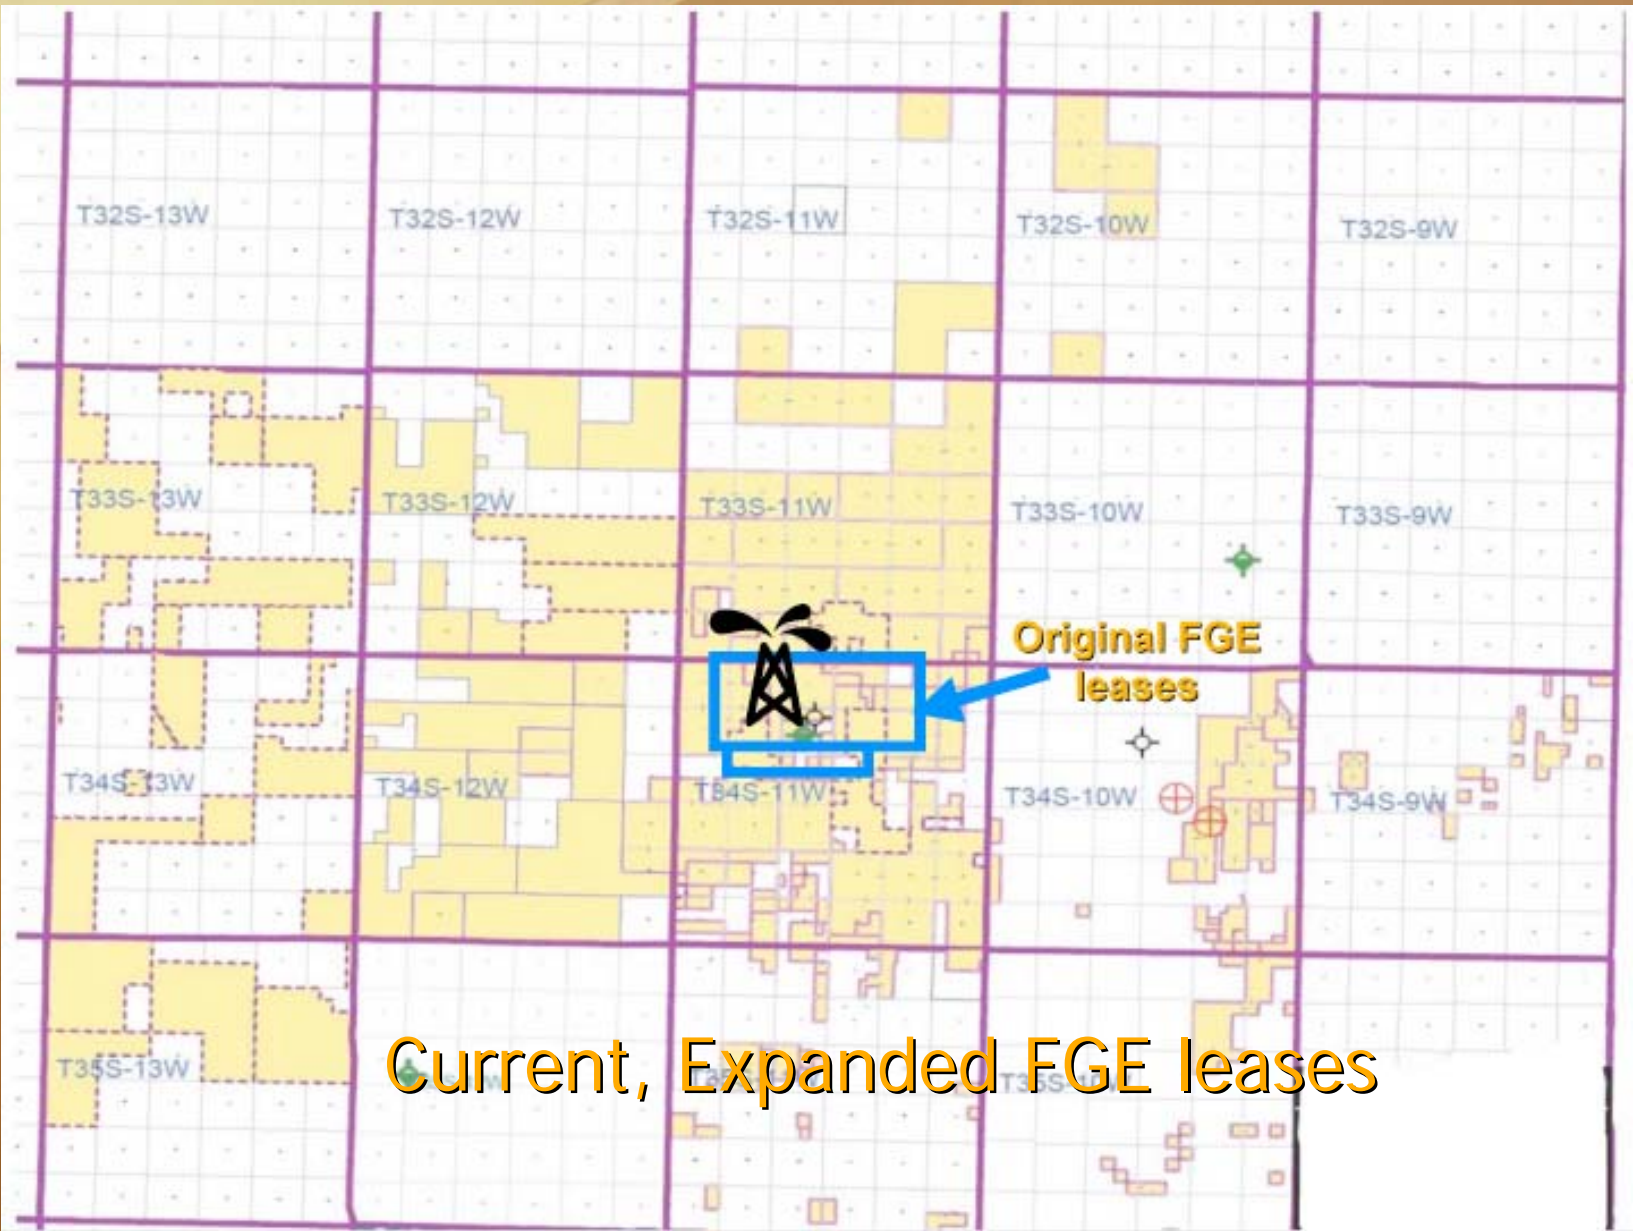 T32S-13W
T32S-12W
T32S-11W
T32S-10W
T32S-9W
T33S-13W
T33S-12W
T33S-11W
T33S-10W
T33S-9W
Original FGE
leases
T34S-13W
T34S-12W
T34S-11W
T34S-10W
T34S-9W
T35S-13W
Current, Expanded FGE leases